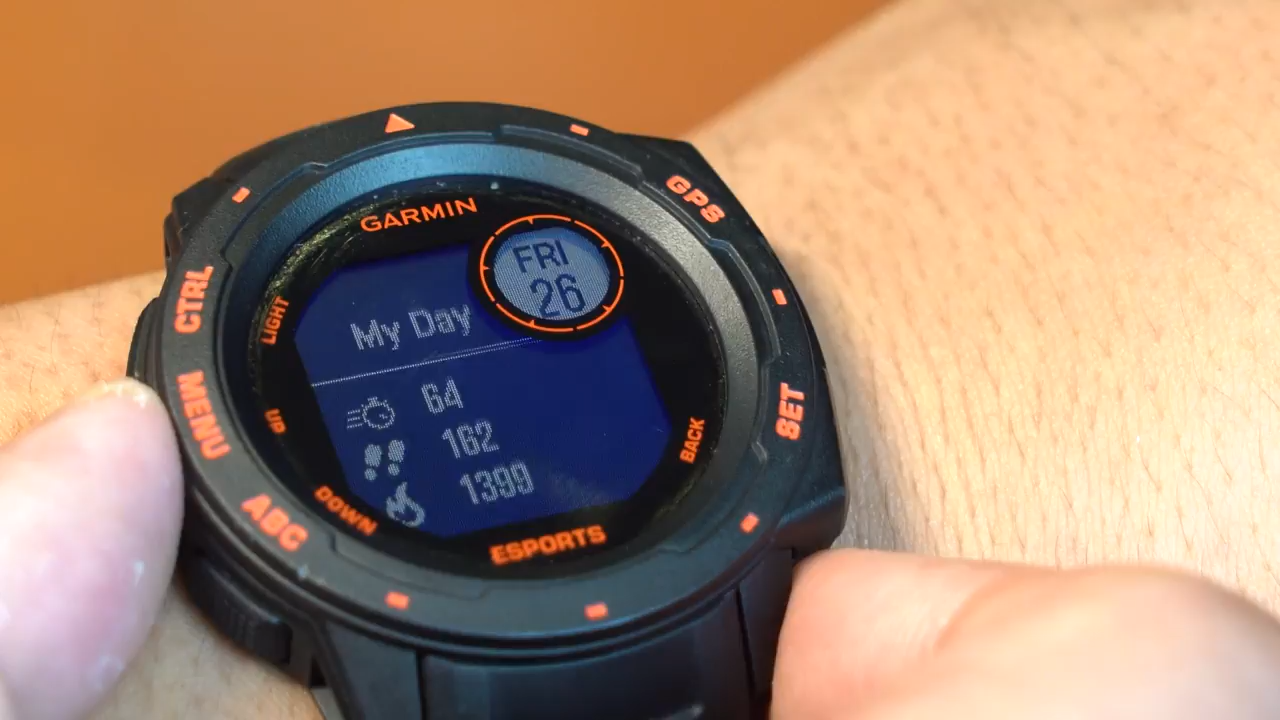 GARMIN
GPS
FRI
26
CTRL
LIGHT
My Day
64
162
1399
MENU
UP
SET
BACK
ABC
DOWN
ESPORTS